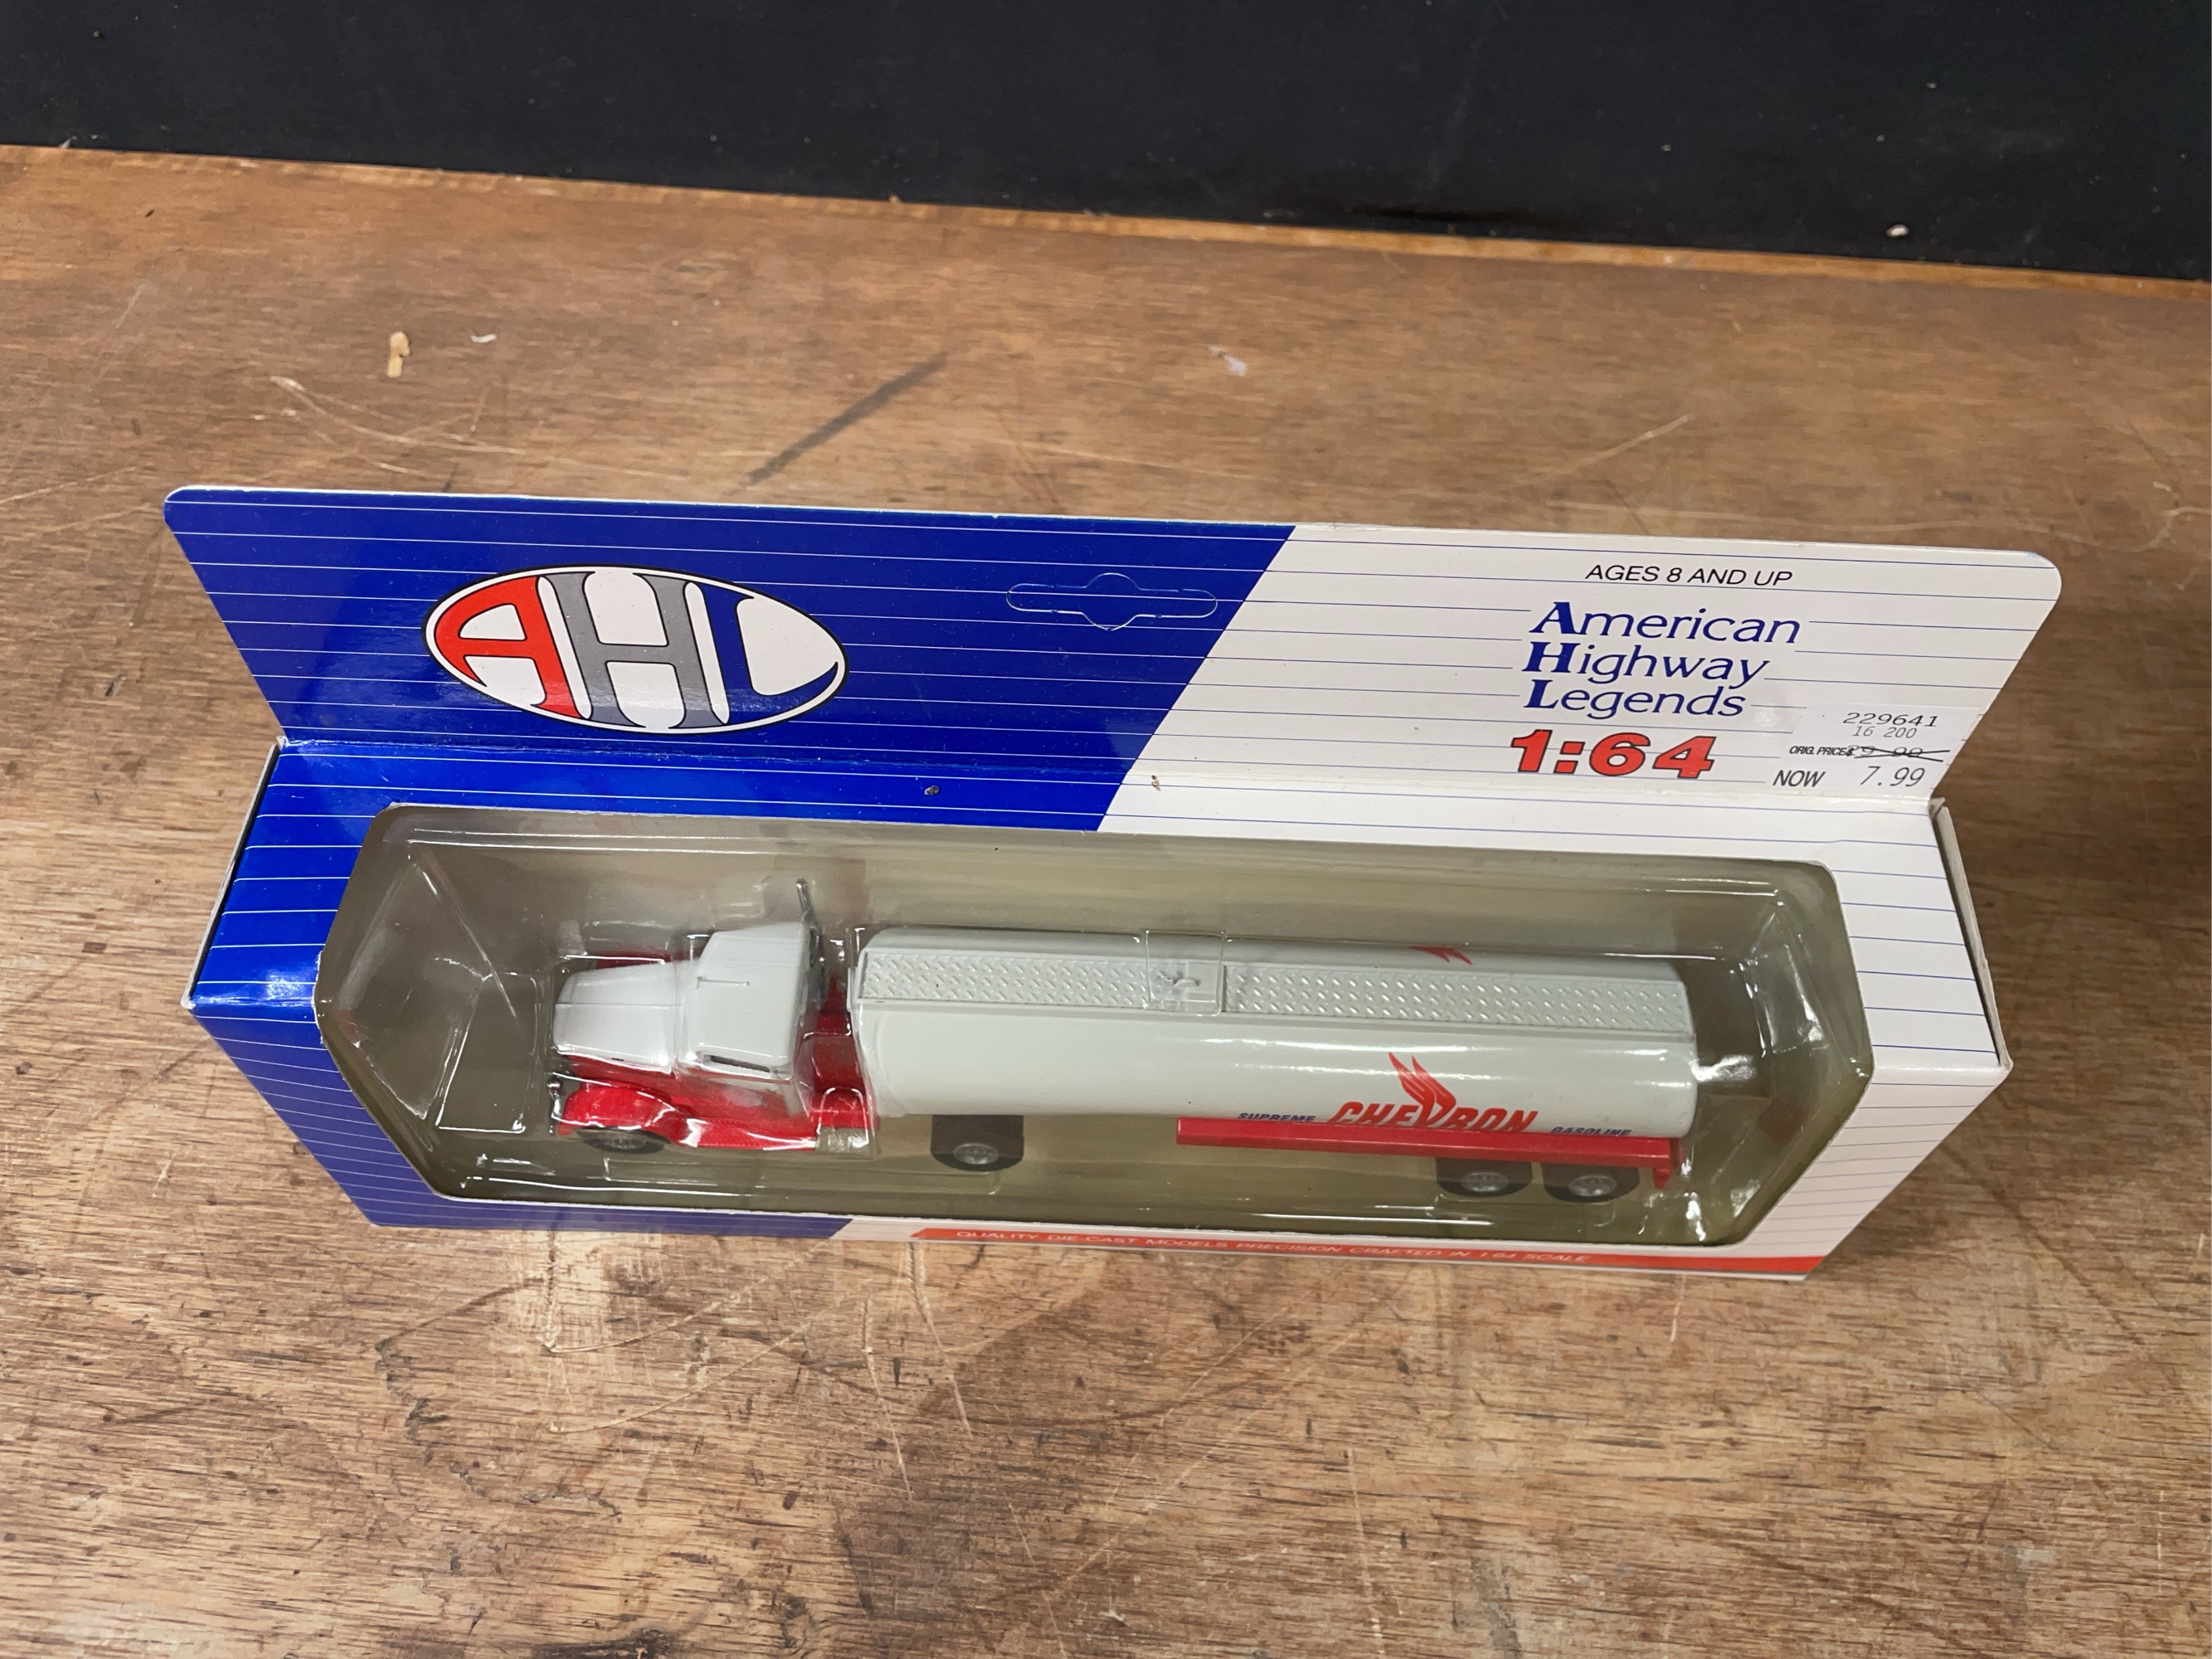 AHL
AGES 8 AND UP
American
Highway
Legends
1:64
229641
16 200
ORIG. PRICE$
NOW 7.99
SUPREME CHEVRON GASOLINE
QUALITY DIE-CAST MODELS PRECISION CRAFTED IN 1:64 SCALE